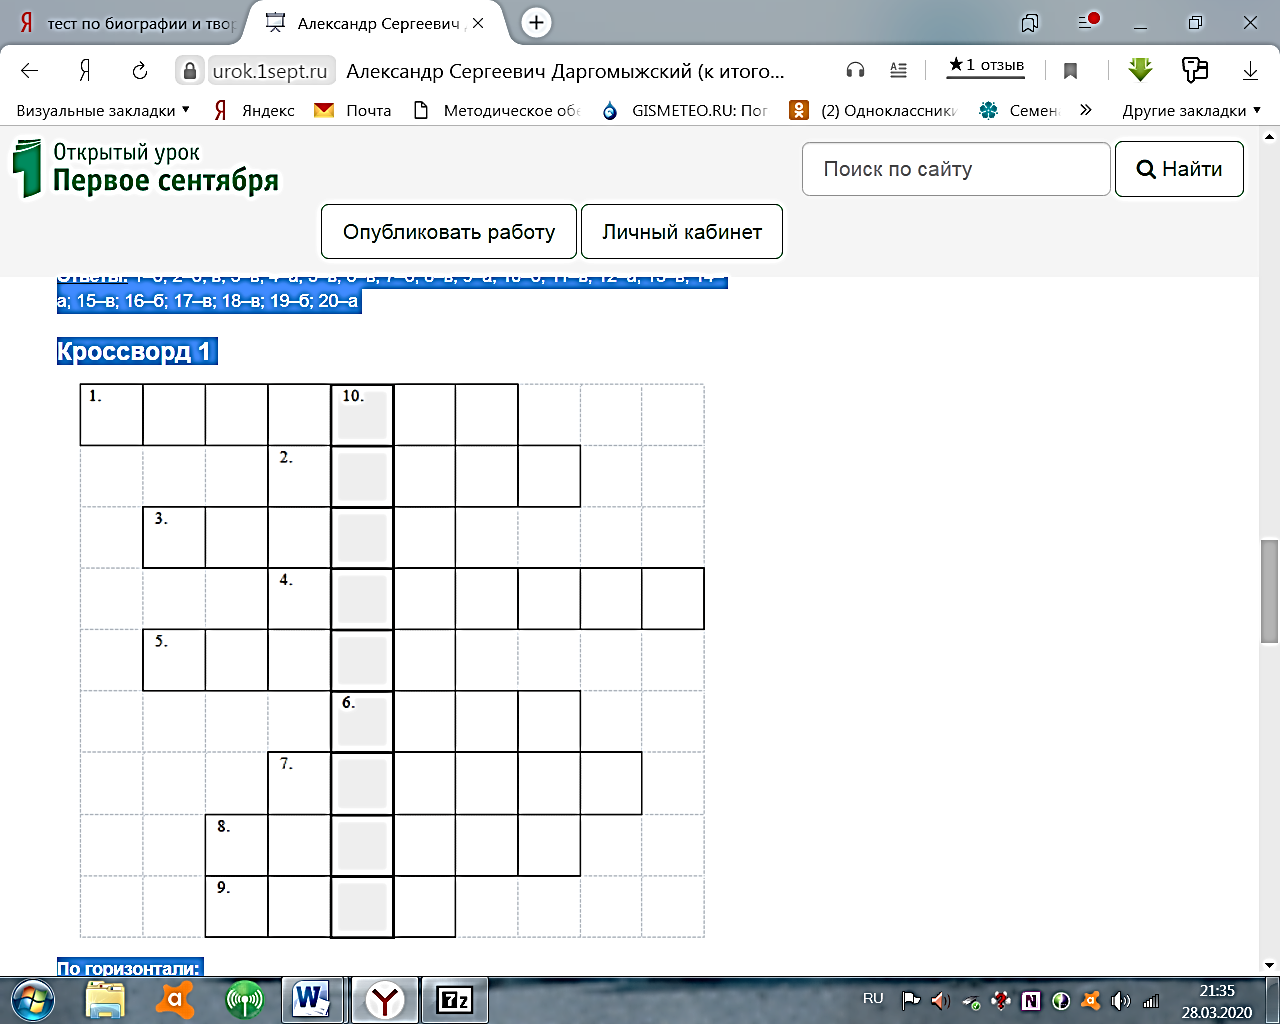 тест по биографии и твор
Александр Сергеевич
urok.1sept.ru
Александр Сергеевич Даргомыжский (к итого...
★1 отзыв
Визуальные закладки
Яндекс
Почта
Методическое обе
GISMETEO.RU: Пог
(2) Одноклассники
Семен
Другие закладки
Открытый урок
Первое сентября
Поиск по сайту
Найти
Опубликовать работу
Личный кабинет
а; 15–в; 16–б; 17–в; 18–в; 19–б; 20–а
Кроссворд 1
1.
10.
2.
3.
4.
5.
6.
7.
8.
9.
По горизонтали:
RU
21:35
28.03.2020